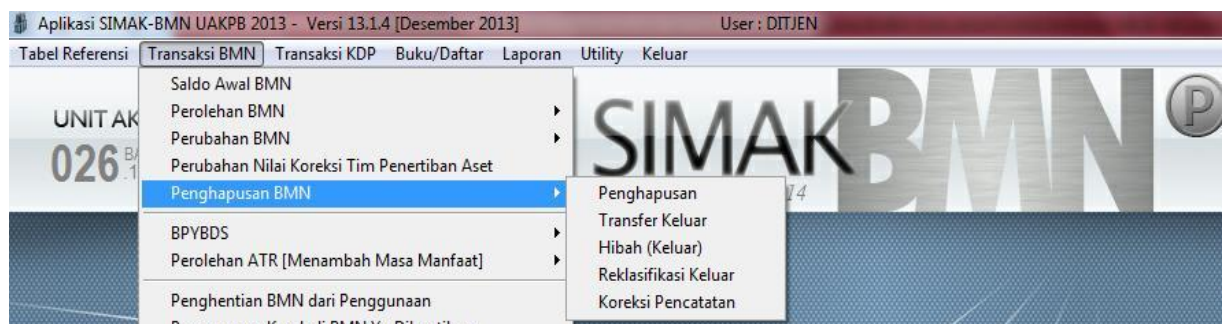 Aplikasi SIMAK-BMN UAKPB 2013 - Versi 13.1.4 [Desember 2013] User : DITJEN
Tabel Referensi Transaksi BMN Transaksi KDP Buku/Daftar Laporan Utility Keluar
Saldo Awal BMN
Perolehan BMN
Perubahan BMN
Perubahan Nilai Koreksi Tim Penertiban Aset
Penghapusan BMN
BPYBDS
Perolehan ATR [Menambah Masa Manfaat]
Penghentian BMN dari Penggunaan
UNIT AK
026
SIMAK BMN
P
14
Penghapusan
Transfer Keluar
Hibah (Keluar)
Reklasifikasi Keluar
Koreksi Pencatatan